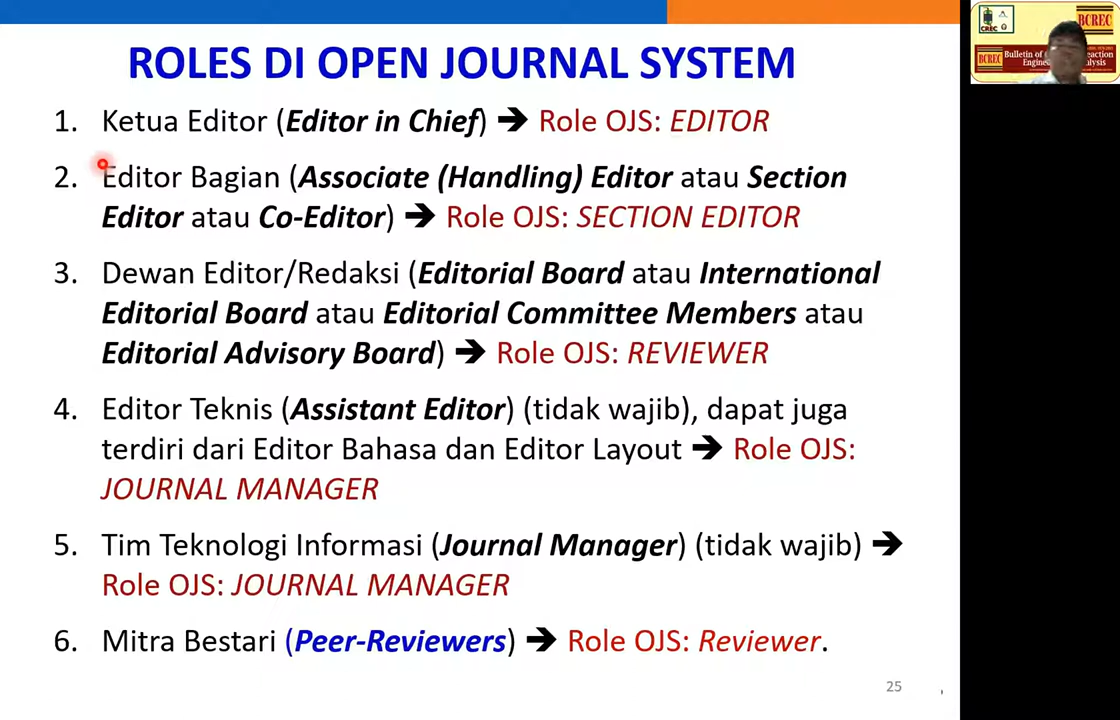 ROLES DI OPEN JOURNAL SYSTEM
1. Ketua Editor (Editor in Chief) ➔ Role OJS: EDITOR
2. Editor Bagian (Associate (Handling) Editor atau Section
Editor atau Co-Editor) ➔ Role OJS: SECTION EDITOR
3. Dewan Editor/Redaksi (Editorial Board atau International
Editorial Board atau Editorial Committee Members atau
Editorial Advisory Board) ➔ Role OJS: REVIEWER
4. Editor Teknis (Assistant Editor) (tidak wajib), dapat juga
terdiri dari Editor Bahasa dan Editor Layout ➔ Role OJS:
JOURNAL MANAGER
5. Tim Teknologi Informasi (Journal Manager) (tidak wajib) ➔
Role OJS: JOURNAL MANAGER
6. Mitra Bestari (Peer-Reviewers) ➔ Role OJS: Reviewer.
25
CREC
BCREC
BCREC
Bulletin of